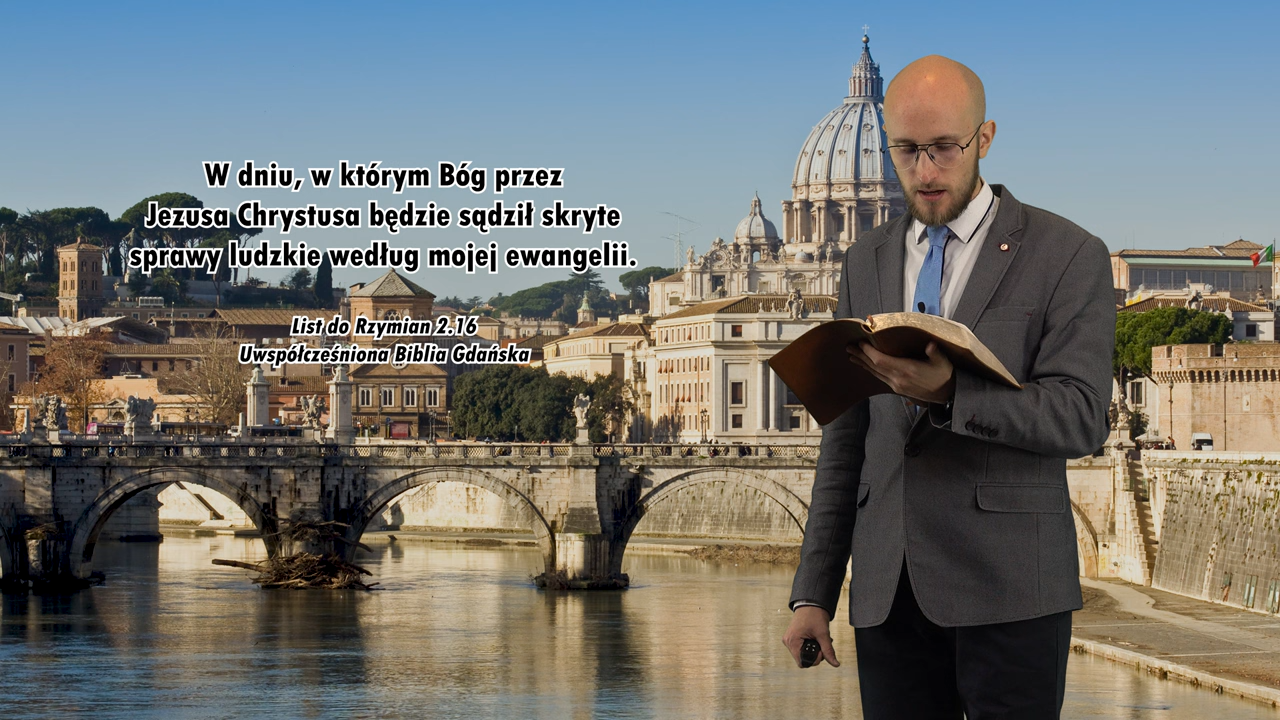 W dniu, w którym Bóg przez
Jezusa Chrystusa będzie sądził skryte
sprawy ludzkie według mojej ewangelii.
List do Rzymian 2.16
Uwspółcześniona Biblia Gdańska